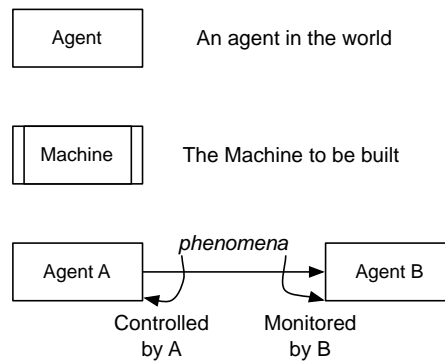 Agent
An agent in the world
Machine
The Machine to be built
phenomena
Agent A
Agent B
Controlled
by A
Monitored
by B